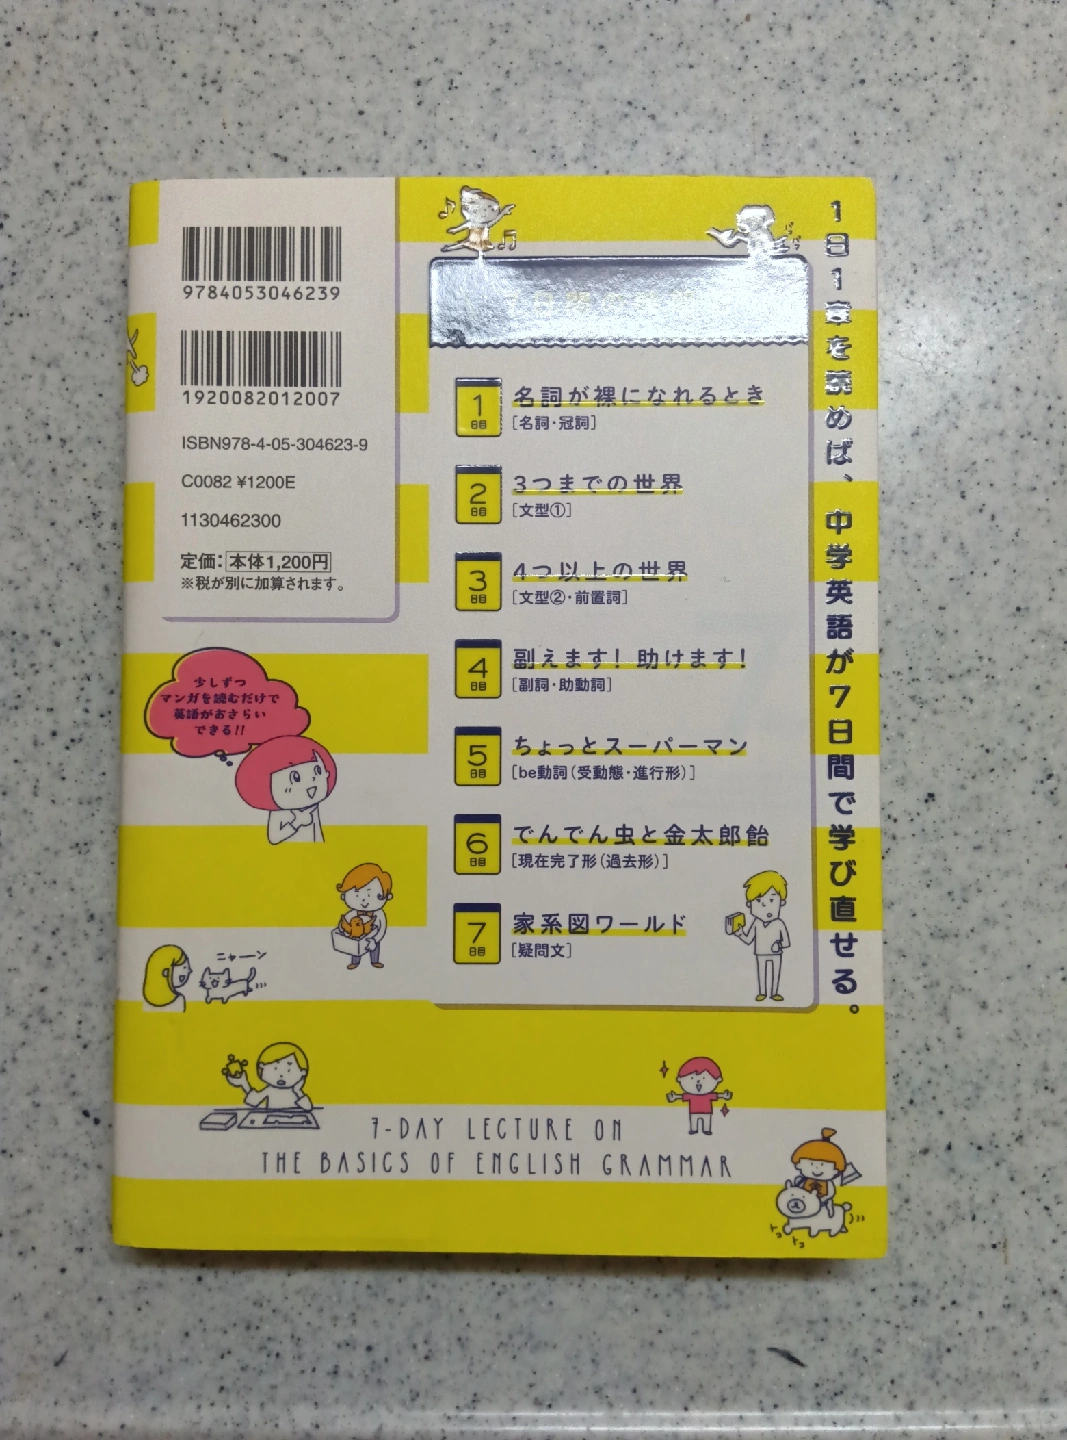 9784053046239
1920082012007
ISBN978-4-05-304623-9
C0082 ¥1200E
1130462300
定価：本体1,200円
※税が別に加算されます。
少しずつ
マンガを読むだけで
英語がおさらい
できる!!
1日目
名詞が裸になれるとき
[名詞・冠詞]
2日目
3つまでの世界
[文型①]
3日目
4つ以上の世界
[文型②・前置詞]
4日目
副えます！助けます！
[副詞・助動詞]
5日目
ちょっとスーパーマン
[be動詞(受動態・進行形)]
6日目
でんでん虫と金太郎飴
[現在完了形(過去形)]
7日目
家系図ワールド
[疑問文]
1日1章を読めば、中学英語が7日間で学び直せる。
ニャーン
7-DAY LECTURE ON
THE BASICS OF ENGLISH GRAMMAR
トコトコ